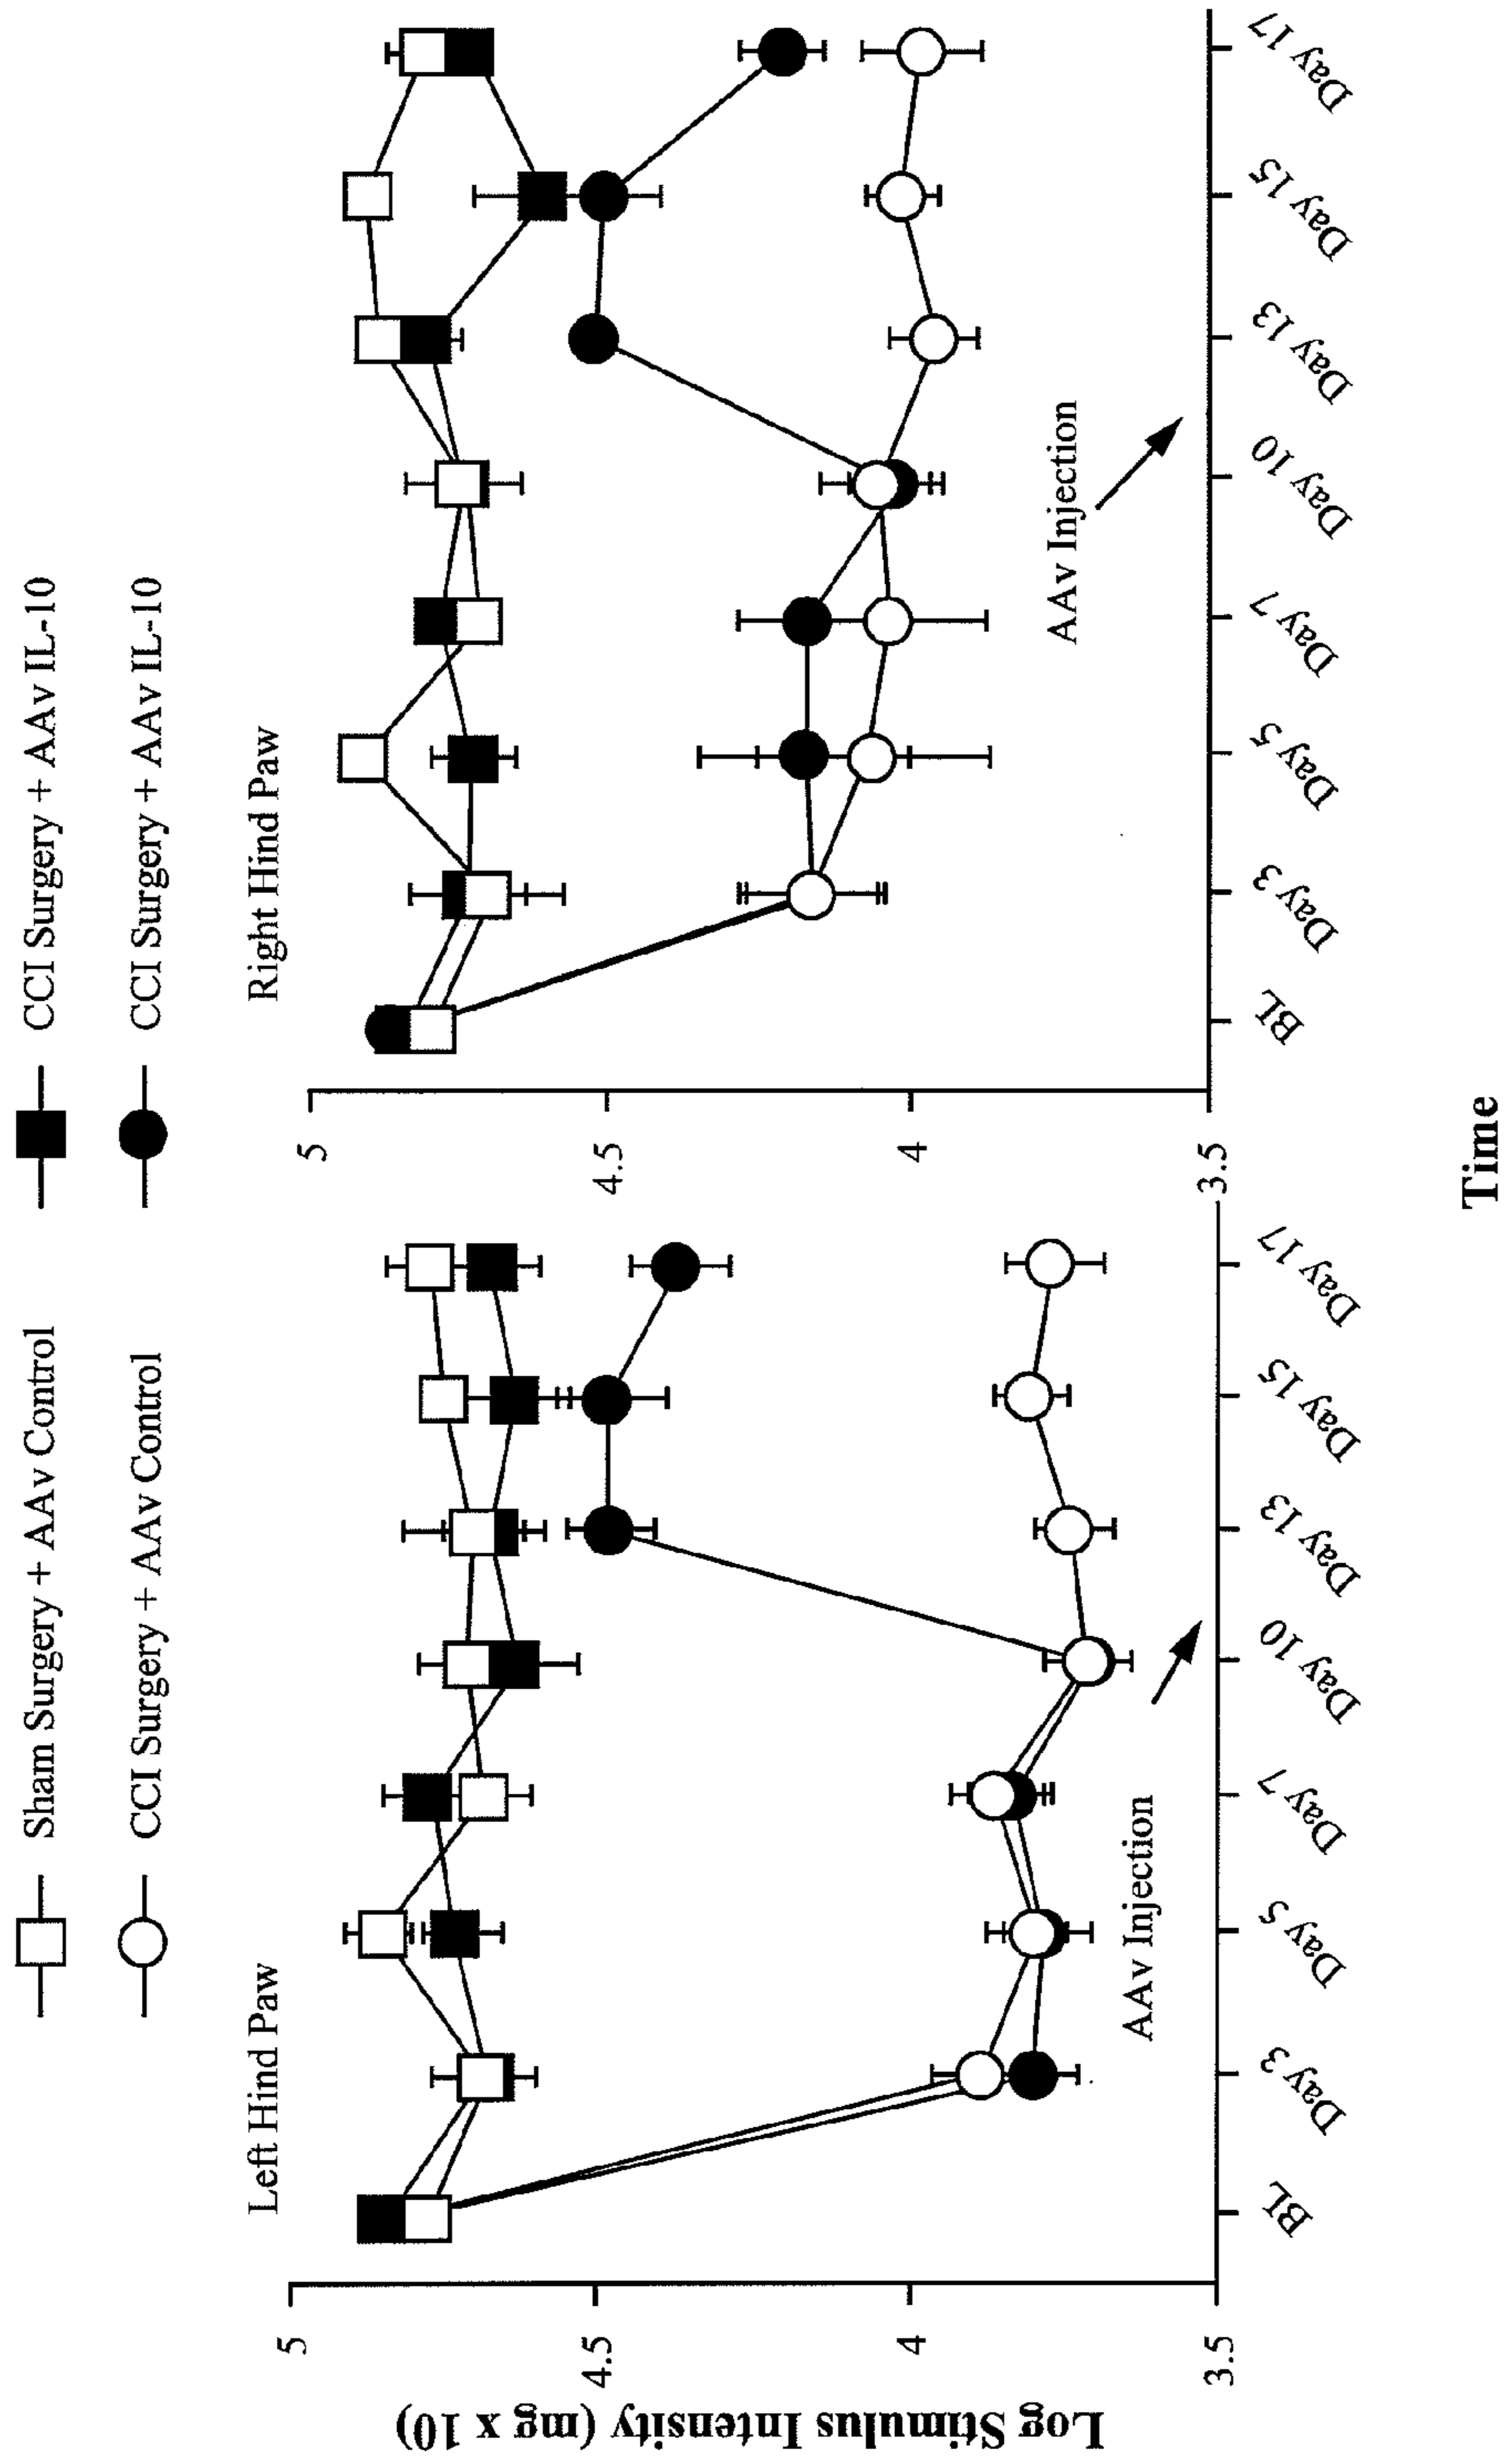 Sham Surgery + AAv Control
CCI Surgery + AAv IL-10
CCI Surgery + AAv Control
CCI Surgery + AAv IL-10
Left Hind Paw
Right Hind Paw
Log Stimulus Intensity (mg x 10)
5
4.5
4
3.5
AAv Injection
BL
Day 3
Day 5
Day 7
Day 10
Day 13
Day 15
Day 17
5
4.5
4
3.5
AAv Injection
BL
Day 3
Day 5
Day 7
Day 10
Day 13
Day 15
Day 17
Time